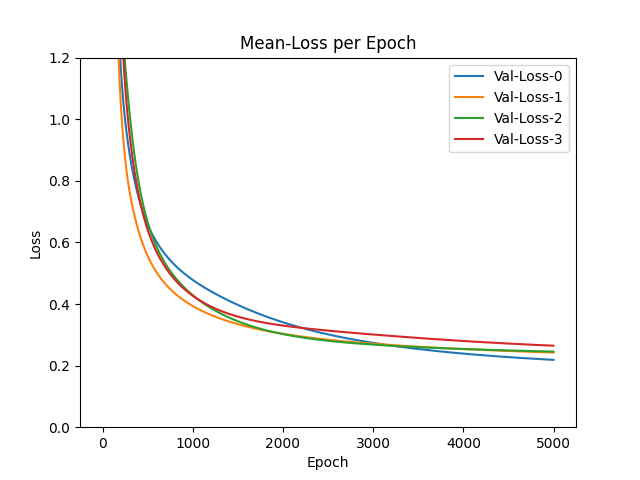 Mean-Loss per Epoch
1.2
1.0
0.8
0.6
0.4
0.2
0.0
Loss
Val-Loss-0
Val-Loss-1
Val-Loss-2
Val-Loss-3
0 1000 2000 3000 4000 5000
Epoch